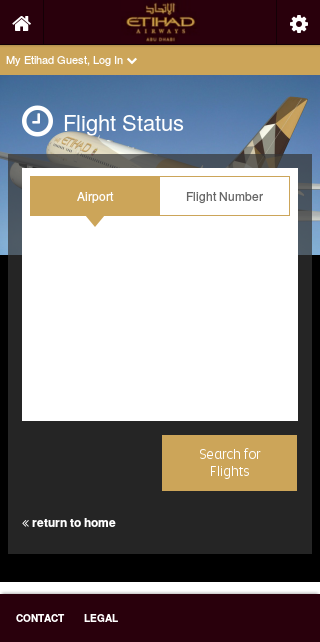 الإتحاد
ETIHAD
AIRWAYS
ABU DHABI
My Etihad Guest, Log In
Flight Status
Airport
Flight Number
Search for
Flights
« return to home
CONTACT
LEGAL